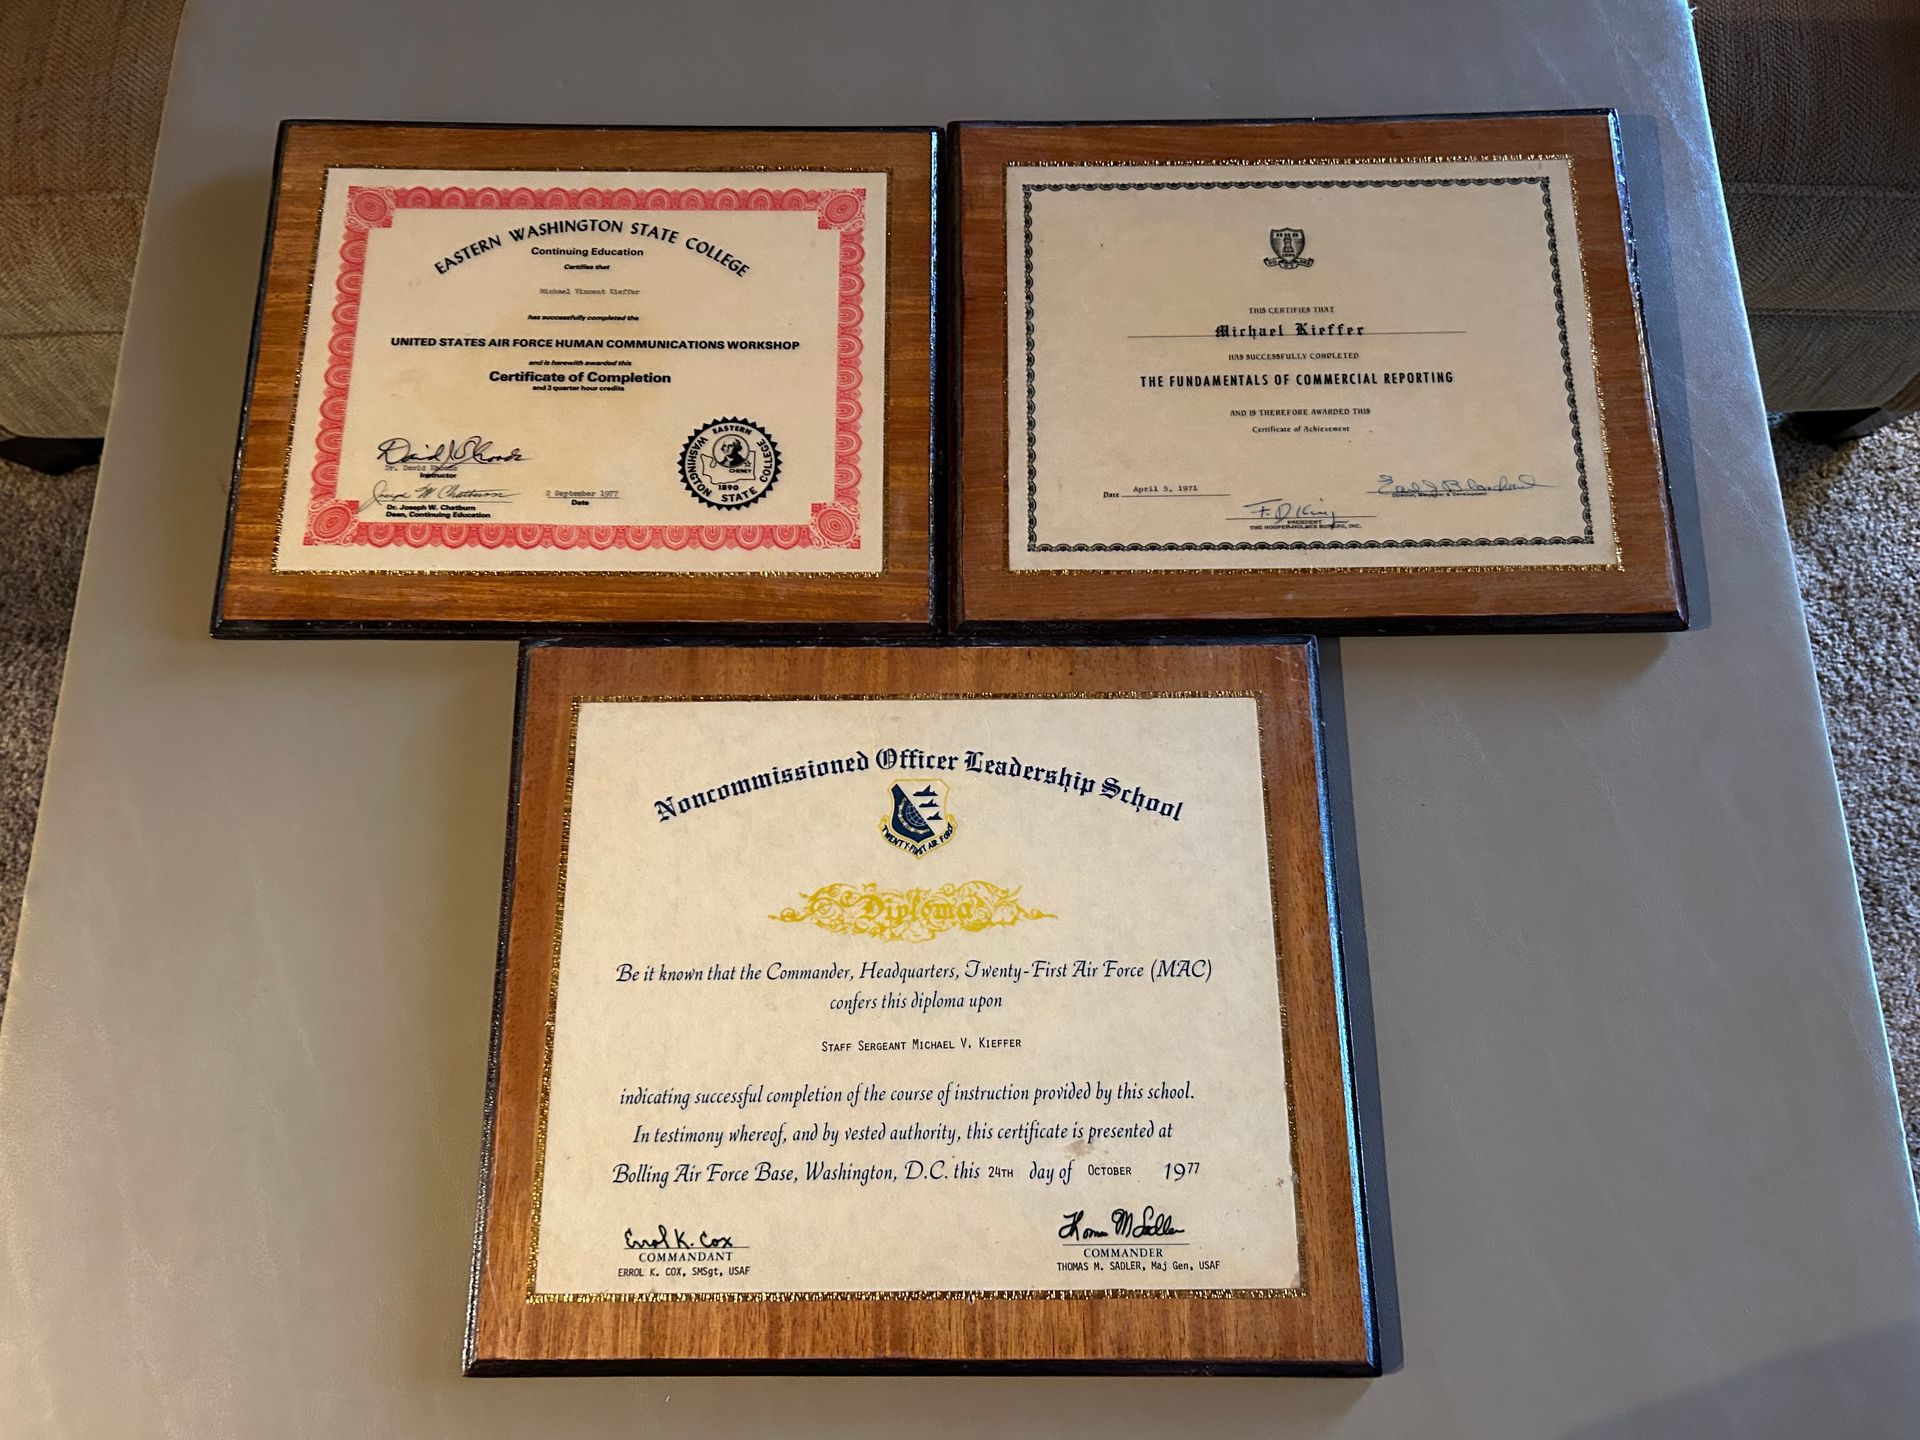 EASTERN WASHINGTON STATE COLLEGE
Continuing Education
Certifies that
Michael Vincent Kieffer
has successfully completed the
UNITED STATES AIR FORCE HUMAN COMMUNICATIONS WORKSHOP
and is herewith awarded this
Certificate of Completion
and 3 quarter hour credits
Dr. David Rhoads
Instructor
Dr. Joseph W. Chatburn
Dean, Continuing Education
2 September 1977
Date
EASTERN WASHINGTON STATE COLLEGE
CHENEY
1890
HHB
THIS CERTIFIES THAT
Michael Kieffer
HAS SUCCESSFULLY COMPLETED
THE FUNDAMENTALS OF COMMERCIAL REPORTING
AND IS THEREFORE AWARDED THIS
Certificate of Achievement
Date April 5, 1971
F. D. King
PRESIDENT
THE HOOPER-HOLMES BUREAU, INC.
Noncommissioned Officer Leadership School
TWENTY-FIRST AIR FORCE
Diploma
Be it known that the Commander, Headquarters, Twenty-First Air Force (MAC)
confers this diploma upon
STAFF SERGEANT MICHAEL V. KIEFFER
indicating successful completion of the course of instruction provided by this school.
In testimony whereof, and by vested authority, this certificate is presented at
Bolling Air Force Base, Washington, D.C. this 24TH day of OCTOBER 1977
Errol K. Cox
COMMANDANT
ERROL K. COX, SMSgt, USAF
Thomas M Sadler
COMMANDER
THOMAS M. SADLER, Maj Gen, USAF